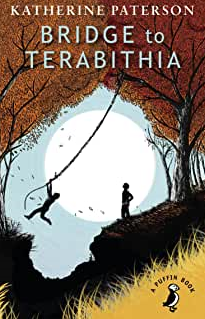 KATHERINE PATERSON
BRIDGE to
TERABITHIA
A PUFFIN BOOK